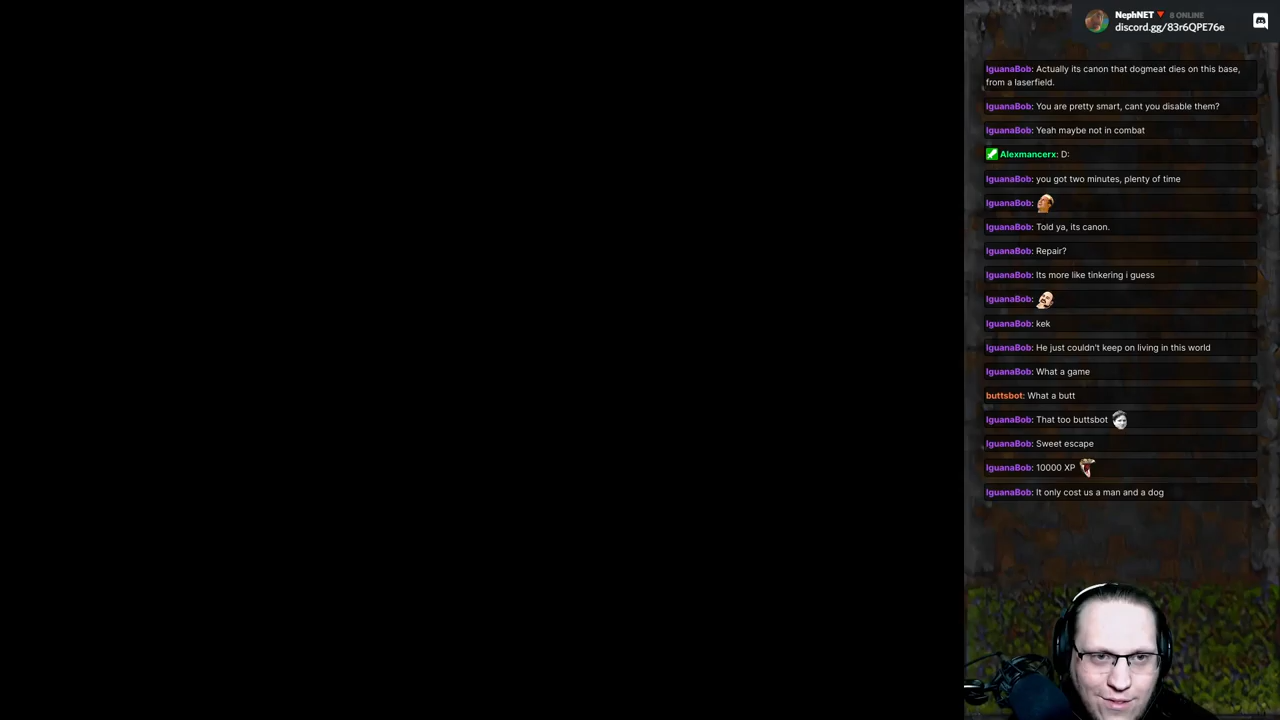 NephNET 8 ONLINE
discord.gg/83r6QPE76e
IguanaBob: Actually its canon that dogmeat dies on this base,
from a laserfield.
IguanaBob: You are pretty smart, cant you disable them?
IguanaBob: Yeah maybe not in combat
Alexmancerx: D:
IguanaBob: you got two minutes, plenty of time
IguanaBob:
IguanaBob: Told ya, its canon.
IguanaBob: Repair?
IguanaBob: Its more like tinkering i guess
IguanaBob:
IguanaBob: kek
IguanaBob: He just couldn't keep on living in this world
IguanaBob: What a game
buttsbot: What a butt
IguanaBob: That too buttsbot
IguanaBob: Sweet escape
IguanaBob: 10000 XP
IguanaBob: It only cost us a man and a dog